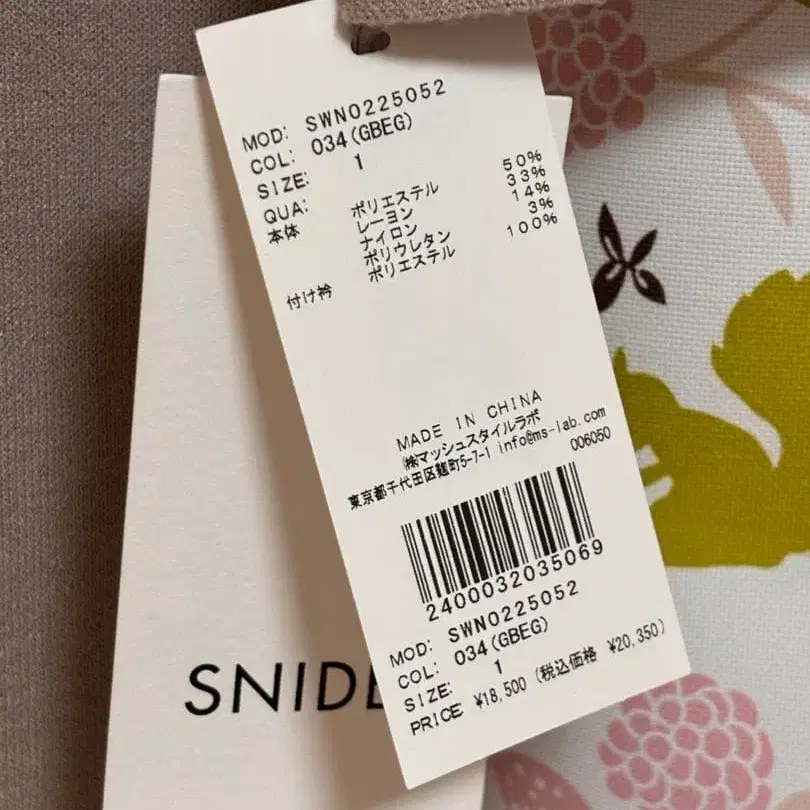 MOD: SWN0225052
COL: 034(GBEG)
SIZE: 1
QUA:
本体 ポリエステル 50%
レーヨン 33%
ナイロン 14%
ポリウレタン 3%
付け衿 ポリエステル 100%
MADE IN CHINA
㈱マッシュスタイルラボ
東京都千代田区麹町5-7-1 info@ms-lab.com
006050
2400032035069
MOD: SWN0225052
COL: 034(GBEG)
SIZE: 1
PRICE: ¥18,500 (税込価格 ¥20,350)
SNID